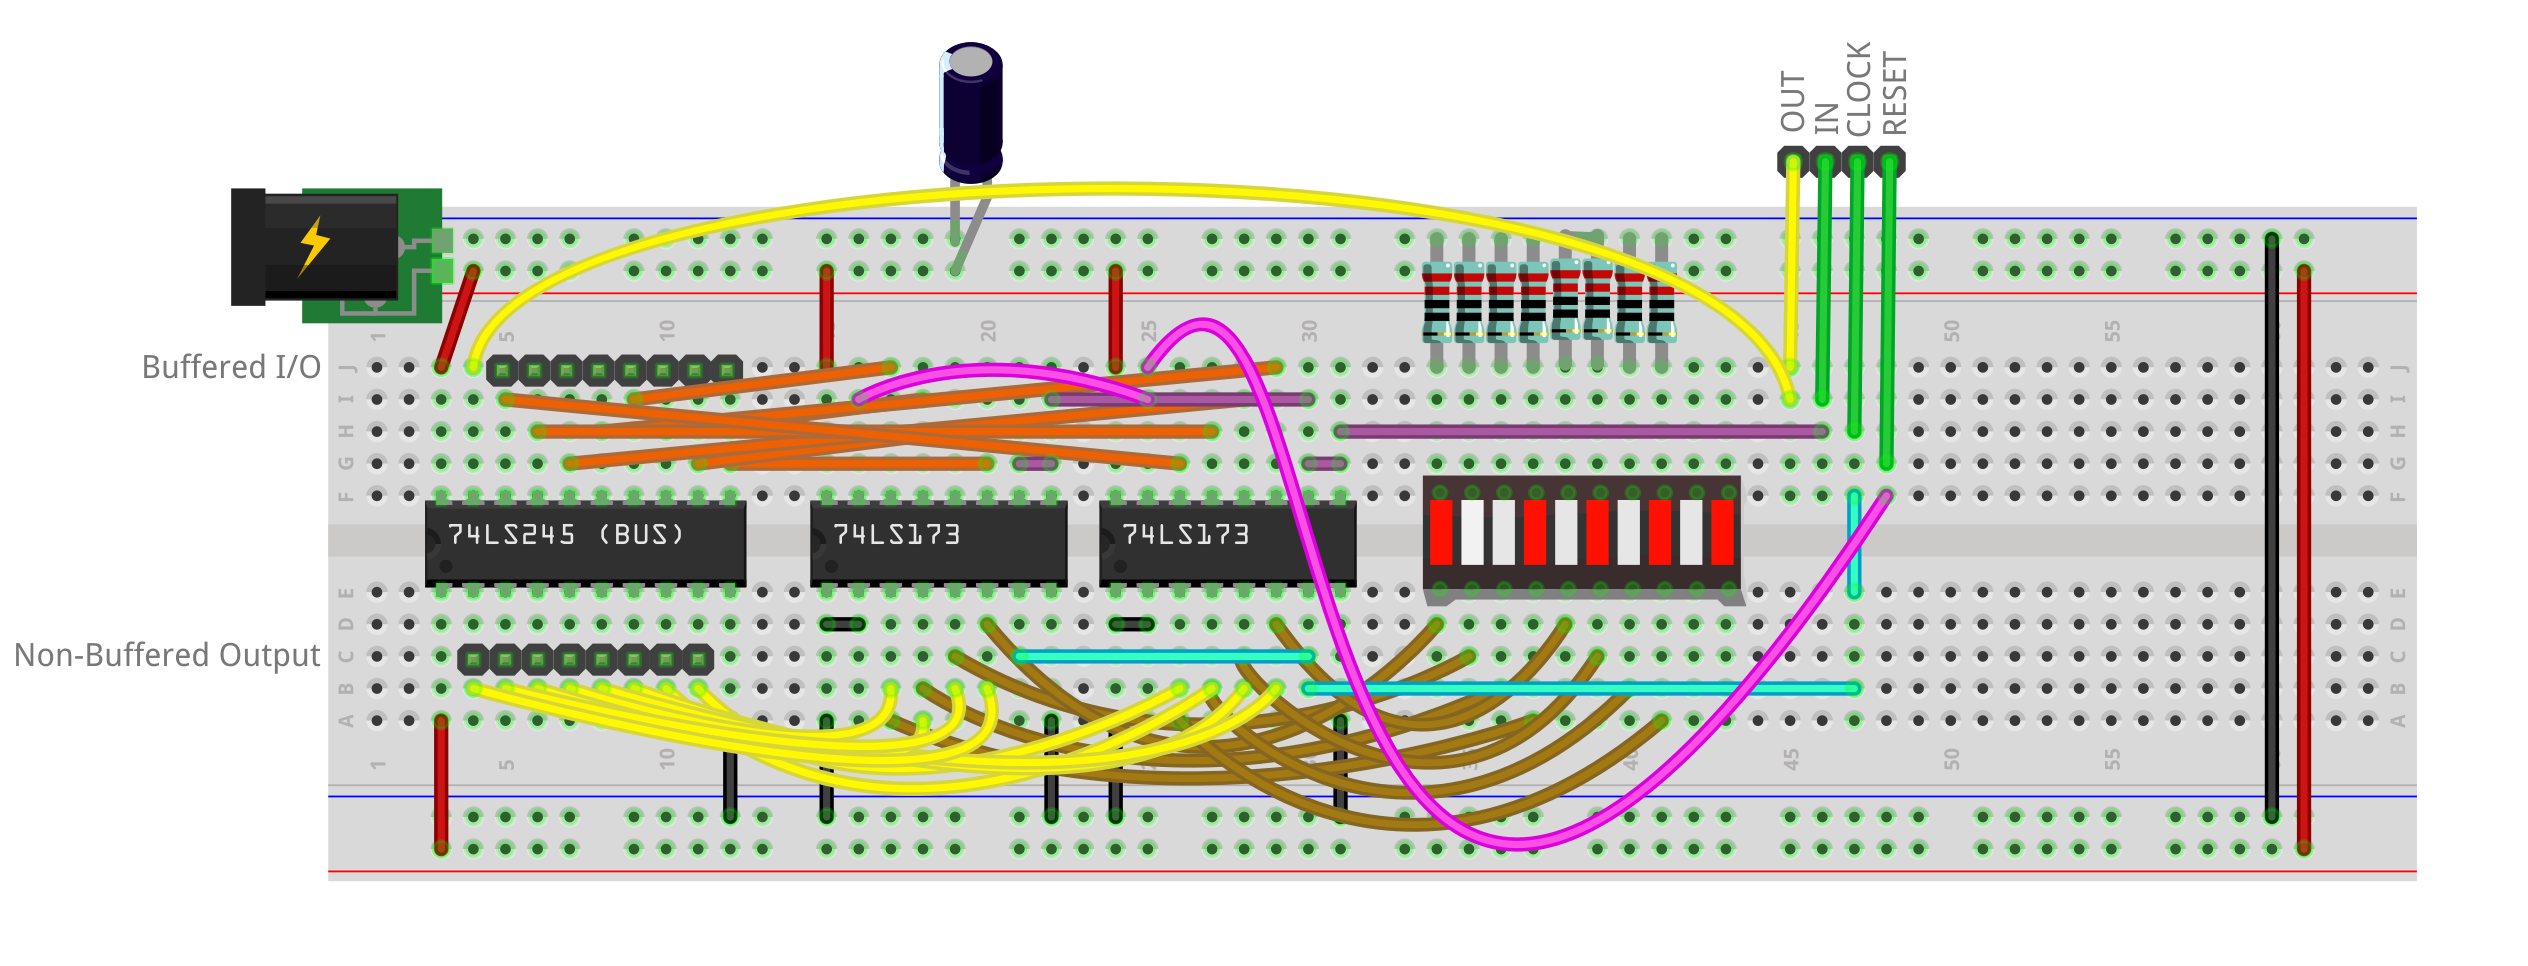 OUT
IN
CLOCK
RESET
1 5 10 20 25 30 50 55
Buffered I/O
J J
I I
H H
G G
F F
74LS245 (BUS) 74LS173 74LS173
E E
D D
Non-Buffered Output
C C
B B
A A
1 5 10 45 50 55